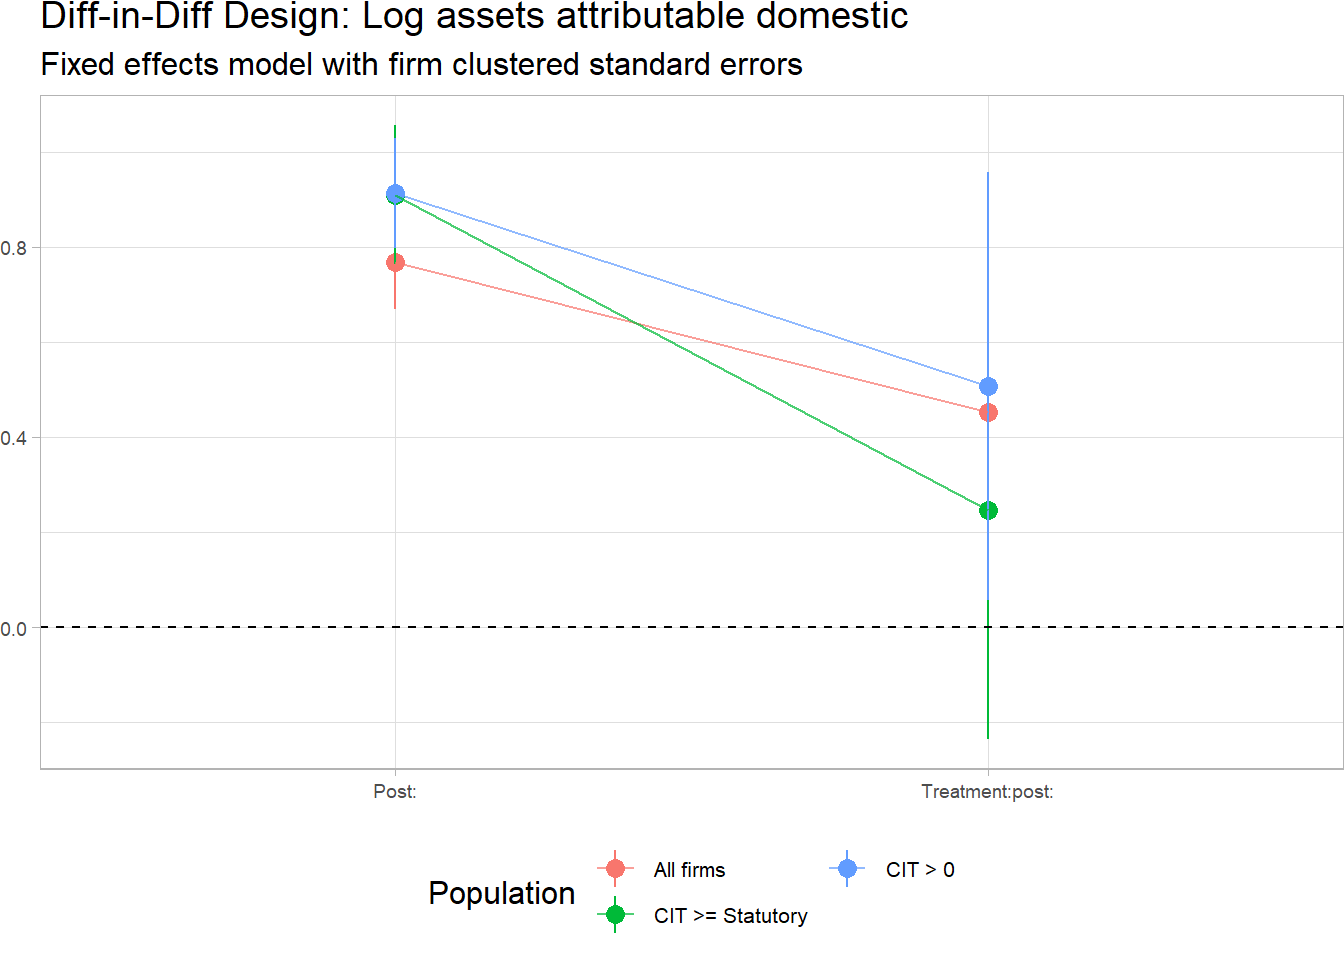 Diff-in-Diff Design: Log assets attributable domestic
Fixed effects model with firm clustered standard errors
0.8
0.4
0.0
Post:
Treatment:post:
Population
All firms
CIT > 0
CIT >= Statutory